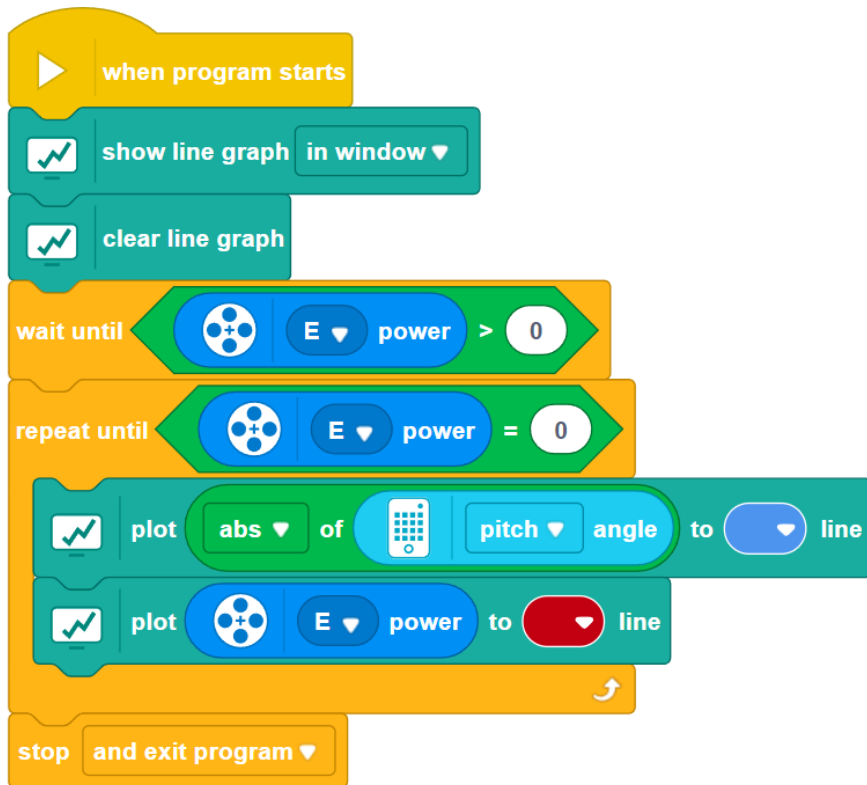 when program starts
show line graph in window
clear line graph
wait until E power > 0
repeat until E power = 0
plot abs of pitch angle to line
plot E power to line
stop and exit program